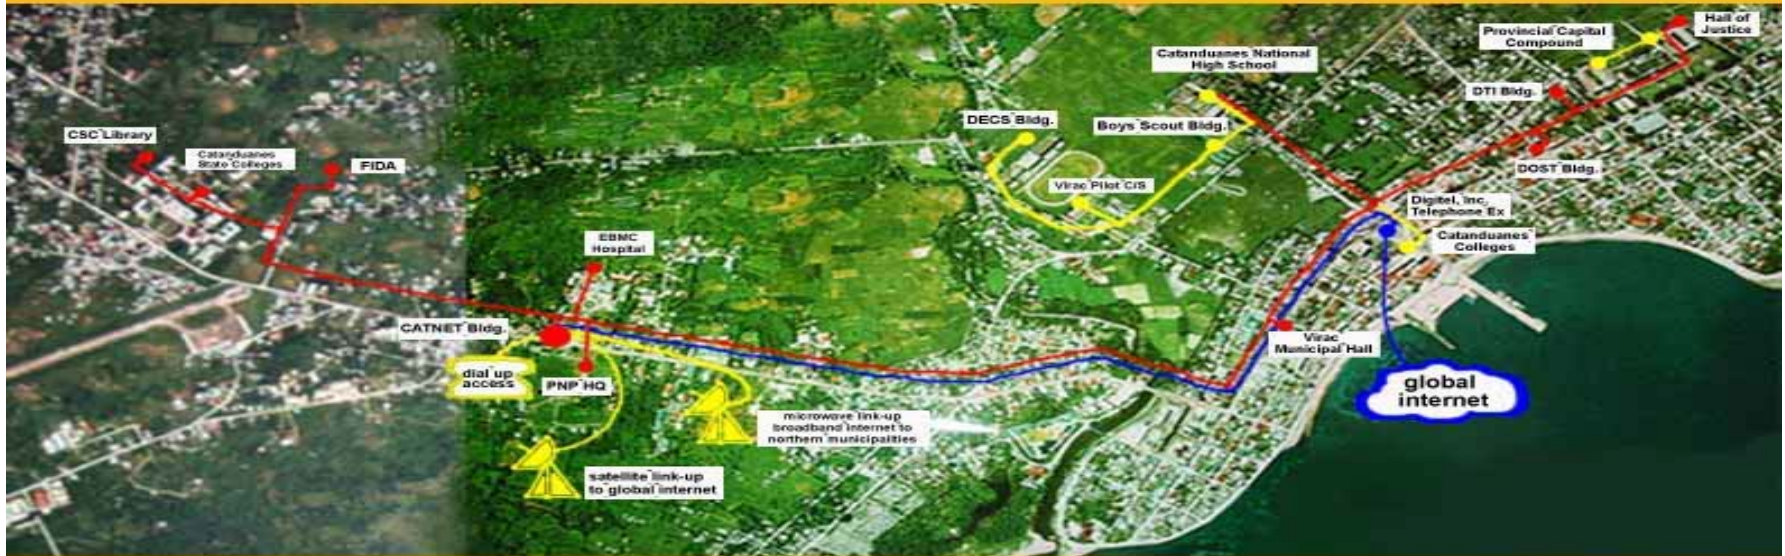 Hall of
Justice
Provincial Capital
Compound
Catanduanes National
High School
DTI Bldg.
DECS Bldg.
Boys Scout Bldg.
CSC Library
Catanduanes
State Colleges
FIDA
DOST Bldg.
Virac Pilot C/S
Digitel, Inc,
Telephone Ex
Catanduanes
Colleges
EBMC
Hospital
CATNET Bldg.
Virac
Municipal Hall
dial up
access
PNP HQ
global
internet
microwave link-up
broadband internet to
northern municipalities
satellite link-up
to global internet